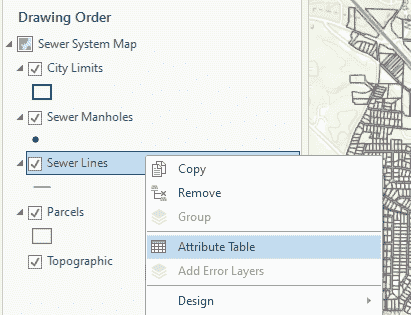 Drawing Order
Sewer System Map
City Limits
Sewer Manholes
Sewer Lines
Parcels
Topographic
Copy
Remove
Group
Attribute Table
Add Error Layers
Design